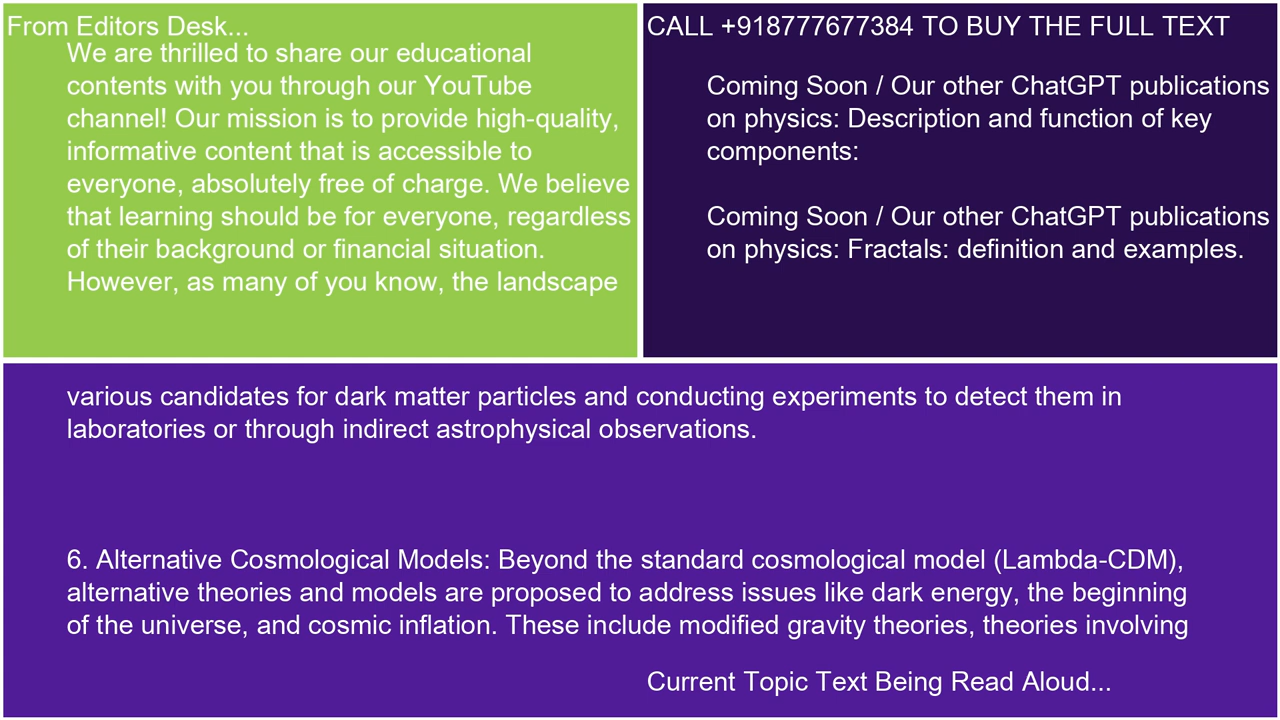 From Editors Desk...
We are thrilled to share our educational
contents with you through our YouTube
channel! Our mission is to provide high-quality,
informative content that is accessible to
everyone, absolutely free of charge. We believe
that learning should be for everyone, regardless
of their background or financial situation.
However, as many of you know, the landscape
CALL +918777677384 TO BUY THE FULL TEXT
Coming Soon / Our other ChatGPT publications
on physics: Description and function of key
components:
Coming Soon / Our other ChatGPT publications
on physics: Fractals: definition and examples.
various candidates for dark matter particles and conducting experiments to detect them in
laboratories or through indirect astrophysical observations.
6. Alternative Cosmological Models: Beyond the standard cosmological model (Lambda-CDM),
alternative theories and models are proposed to address issues like dark energy, the beginning
of the universe, and cosmic inflation. These include modified gravity theories, theories involving
Current Topic Text Being Read Aloud...